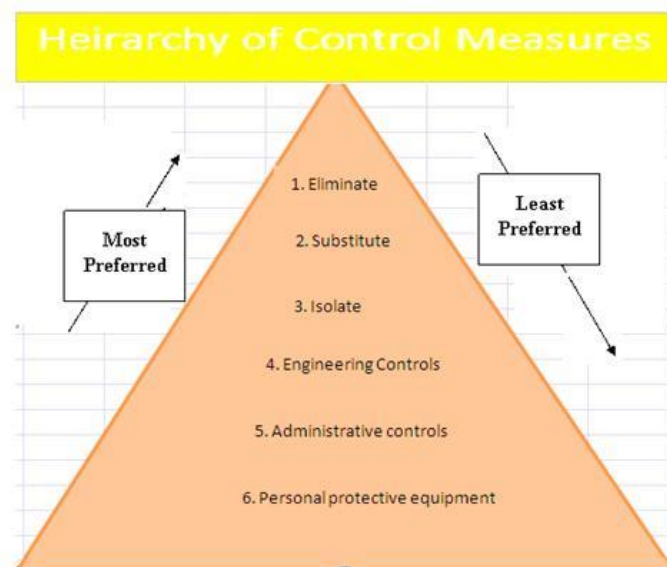 Heirarchy of Control Measures
1. Eliminate
Most
Preferred
Least
Preferred
2. Substitute
3. Isolate
4. Engineering Controls
5. Administrative controls
6. Personal protective equipment